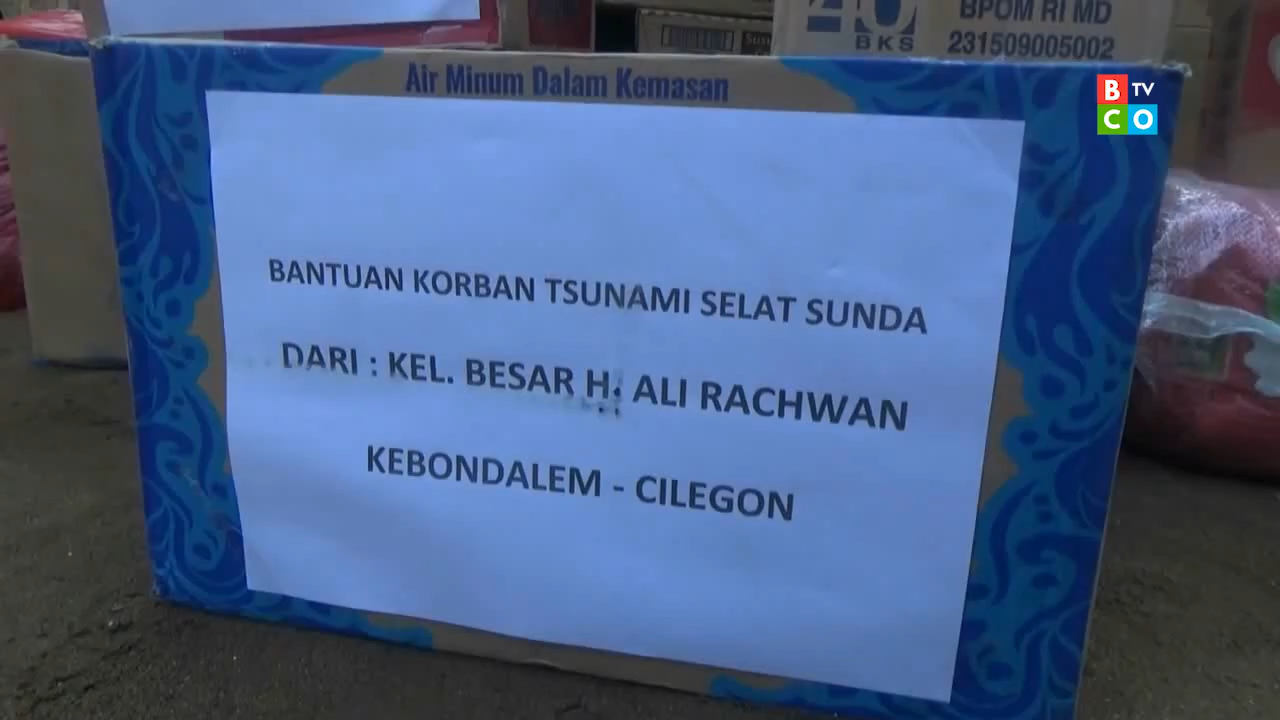 BPOM RI MD
BKS
231509005002
Air Minum Dalam Kemasan
B TV
C O
BANTUAN KORBAN TSUNAMI SELAT SUNDA
DARI : KEL. BESAR H. ALI RACHWAN
KEBONDALEM - CILEGON